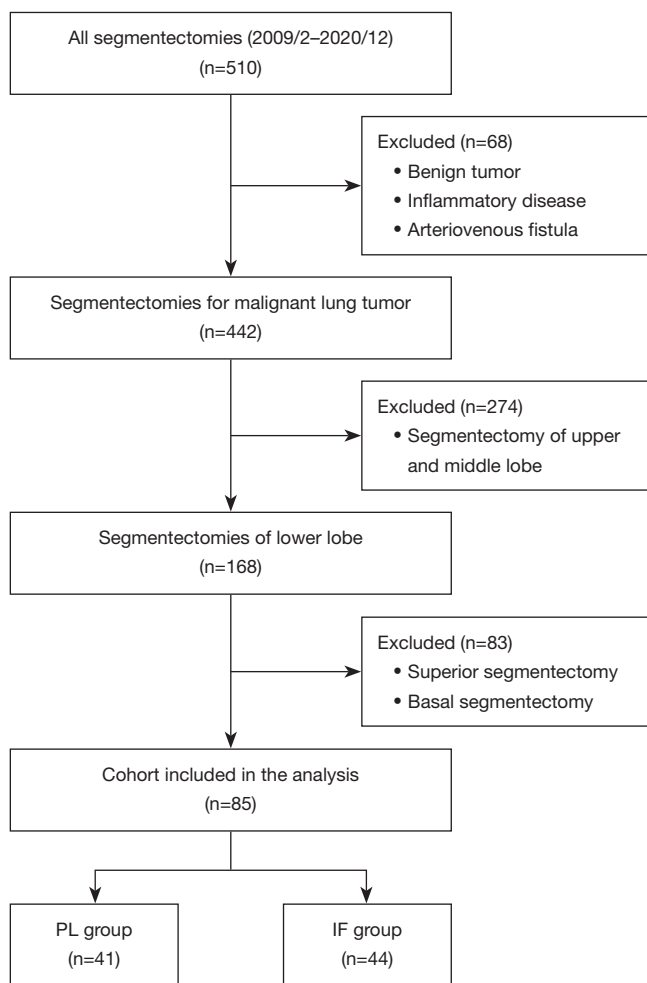 All segmentectomies (2009/2–2020/12)
(n=510)
Excluded (n=68)
• Benign tumor
• Inflammatory disease
• Arteriovenous fistula
Segmentectomies for malignant lung tumor
(n=442)
Excluded (n=274)
• Segmentectomy of upper
and middle lobe
Segmentectomies of lower lobe
(n=168)
Excluded (n=83)
• Superior segmentectomy
• Basal segmentectomy
Cohort included in the analysis
(n=85)
PL group
(n=41)
IF group
(n=44)